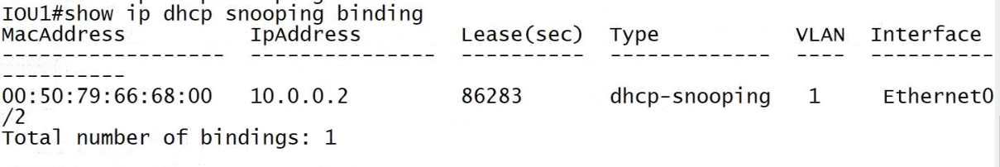 IOU1#show ip dhcp snooping binding
MacAddress          IpAddress        Lease(sec)  Type           VLAN  Interface
------------------  ---------------  ----------  -------------  ----  ----------
----------
00:50:79:66:68:00   10.0.0.2         86283       dhcp-snooping   1     Ethernet0
/2
Total number of bindings: 1